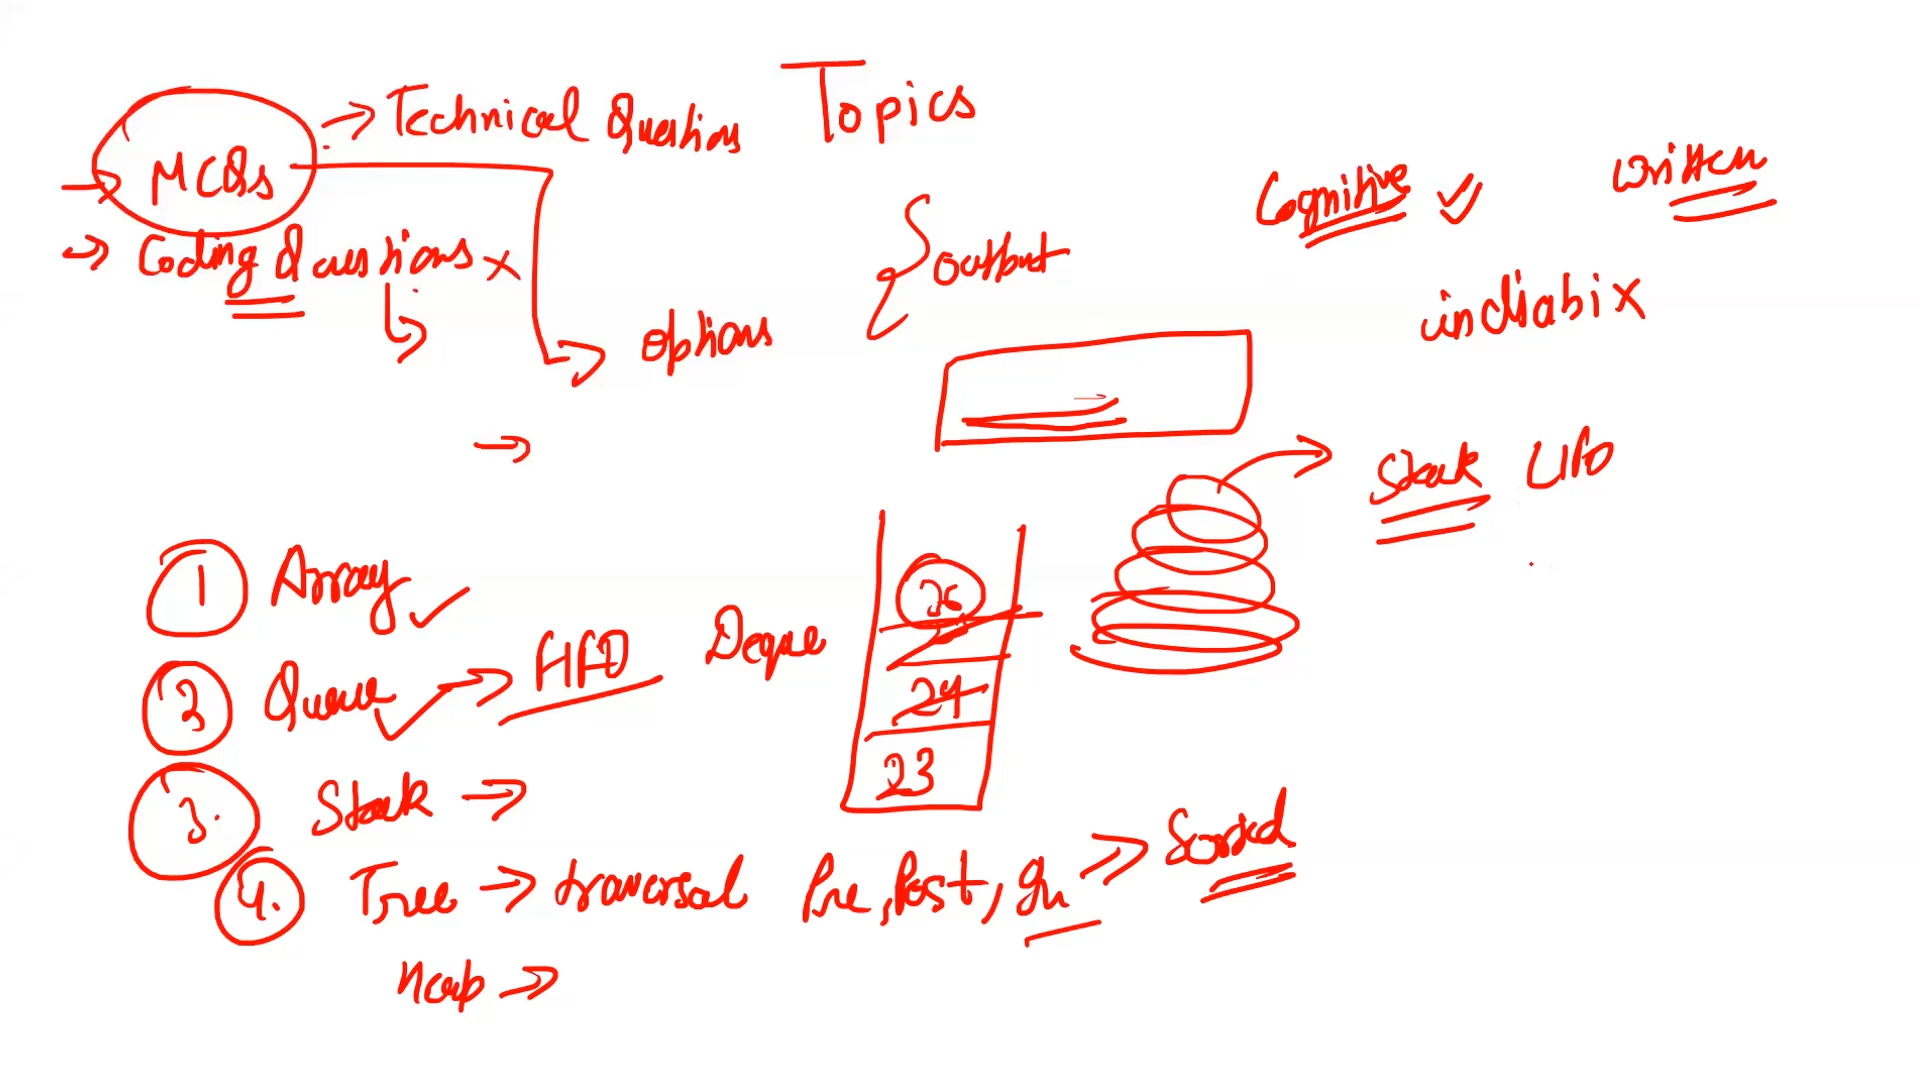 Topics
→ Technical Questions
→ MCQs
→ Coding Questions x
options
output
Cognitive ✓
written
indiabix
Stack LIFO
1 Array ✓
2 Queue ✓ → FIFO
Deque
26
24
23
3. Stack →
4. Tree → traversal Pre, Post, In → Sorted
Heap →